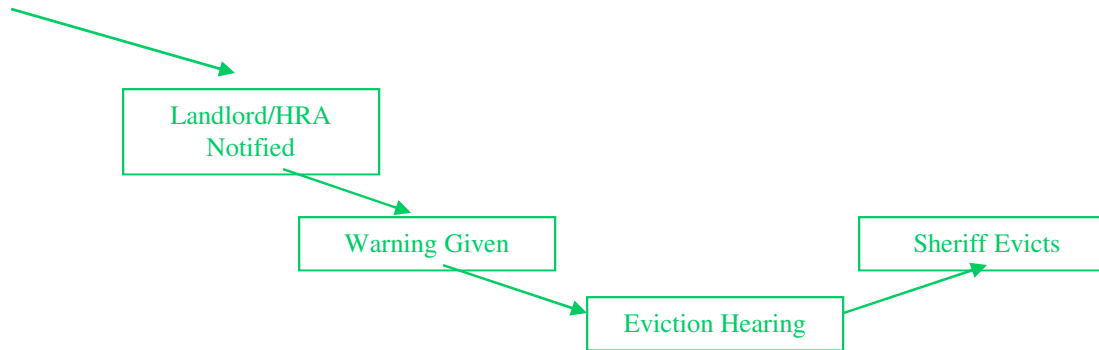 Landlord/HRA
Notified
Warning Given
Sheriff Evicts
Eviction Hearing